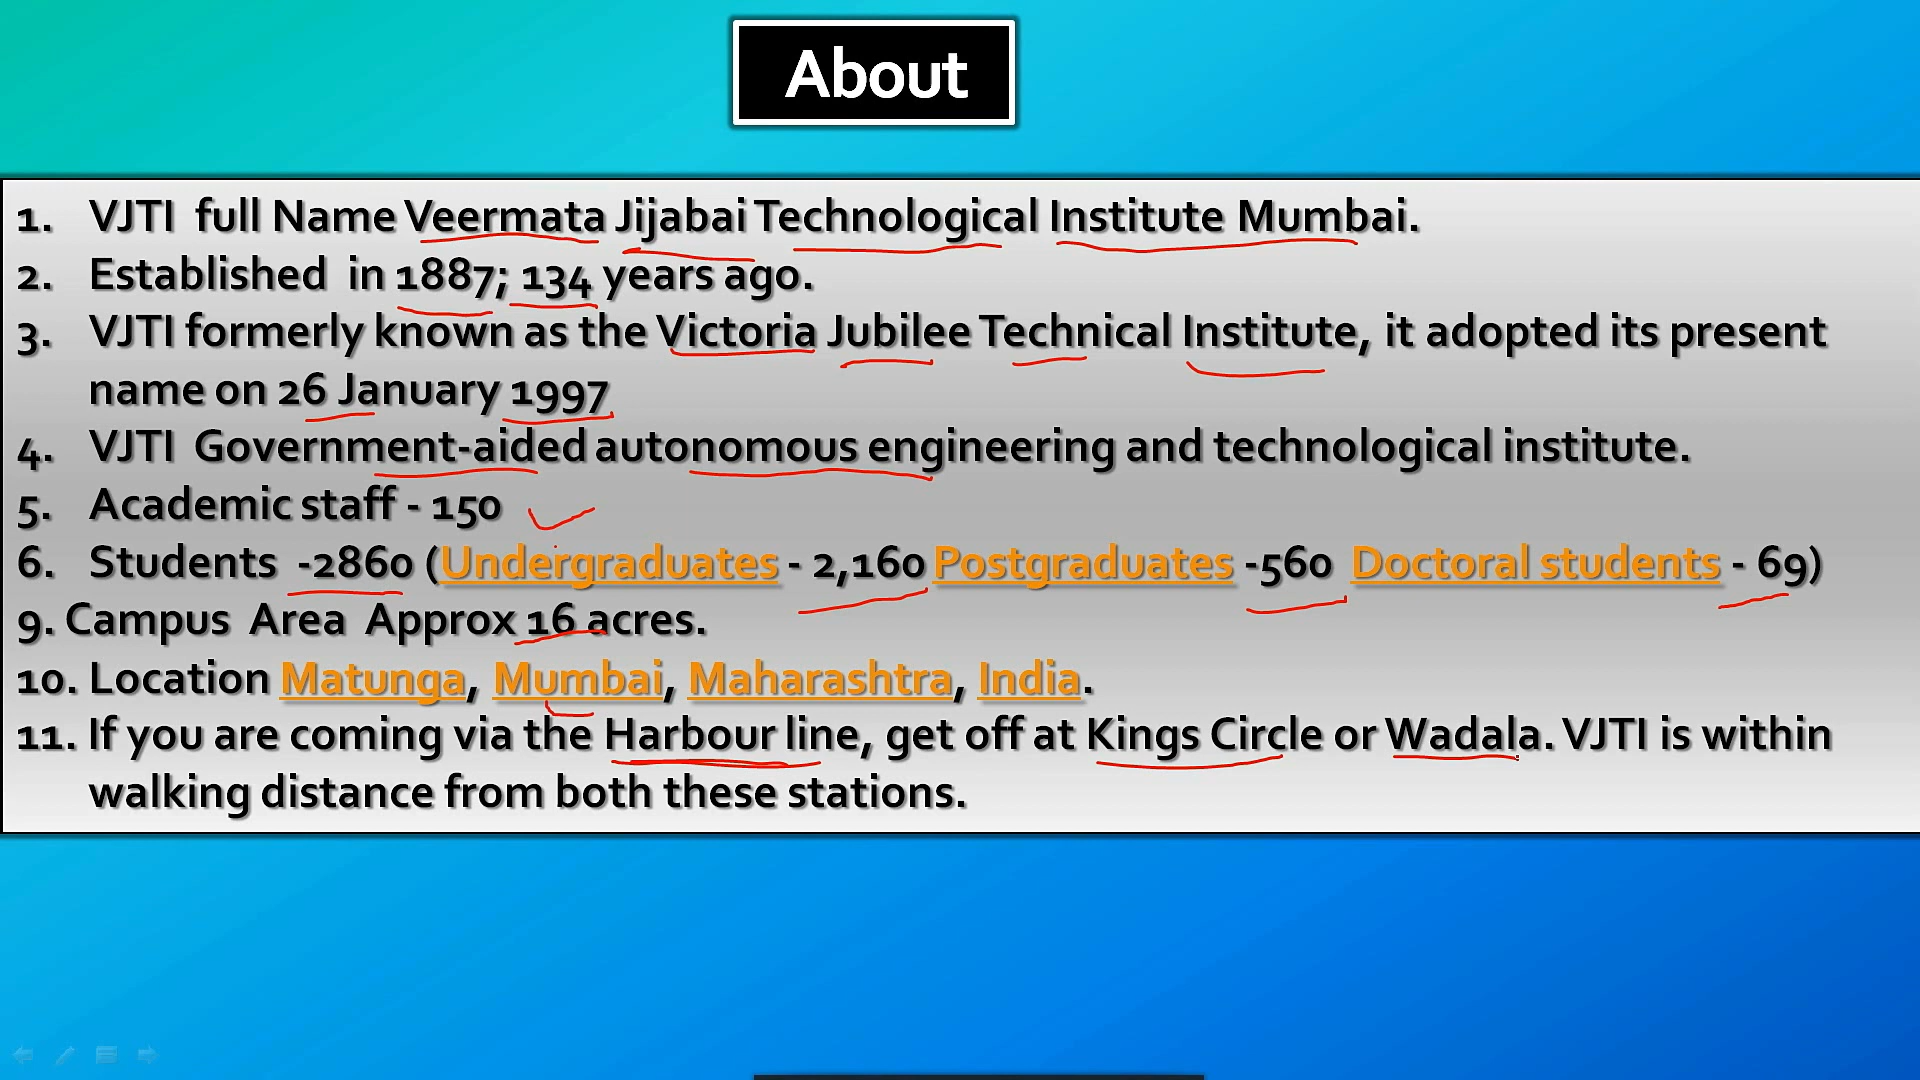 About
1. VJTI full Name Veermata Jijabai Technological Institute Mumbai.
2. Established in 1887; 134 years ago.
3. VJTI formerly known as the Victoria Jubilee Technical Institute, it adopted its present
name on 26 January 1997
4. VJTI Government-aided autonomous engineering and technological institute.
5. Academic staff - 150
6. Students -2860 (Undergraduates - 2,160 Postgraduates -560 Doctoral students - 69)
9. Campus Area Approx 16 acres.
10. Location Matunga, Mumbai, Maharashtra, India.
11. If you are coming via the Harbour line, get off at Kings Circle or Wadala. VJTI is within
walking distance from both these stations.